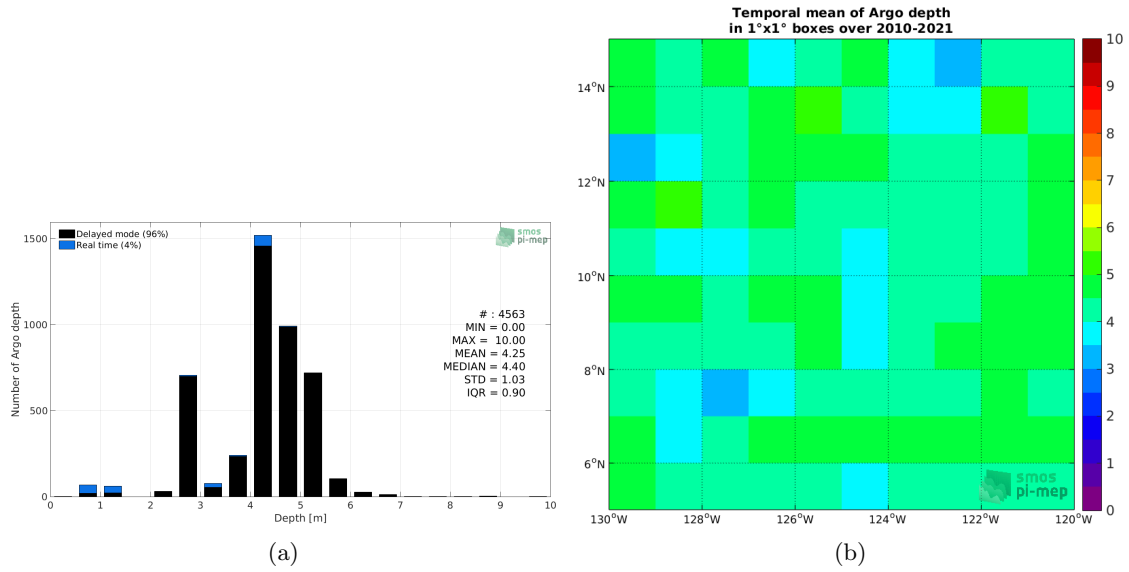 Delayed mode (96%)
Real time (4%)
smos
pi-mep
# : 4563
MIN = 0.00
MAX = 10.00
MEAN = 4.25
MEDIAN = 4.40
STD = 1.03
IQR = 0.90
Number of Argo depth
1500
1000
500
0
0 1 2 3 4 5 6 7 8 9 10
Depth [m]
(a)
Temporal mean of Argo depth
in 1°x1° boxes over 2010-2021
14°N
12°N
10°N
8°N
6°N
130°W 128°W 126°W 124°W 122°W 120°W
smos
pi-mep
10
9
8
7
6
5
4
3
2
1
0
(b)